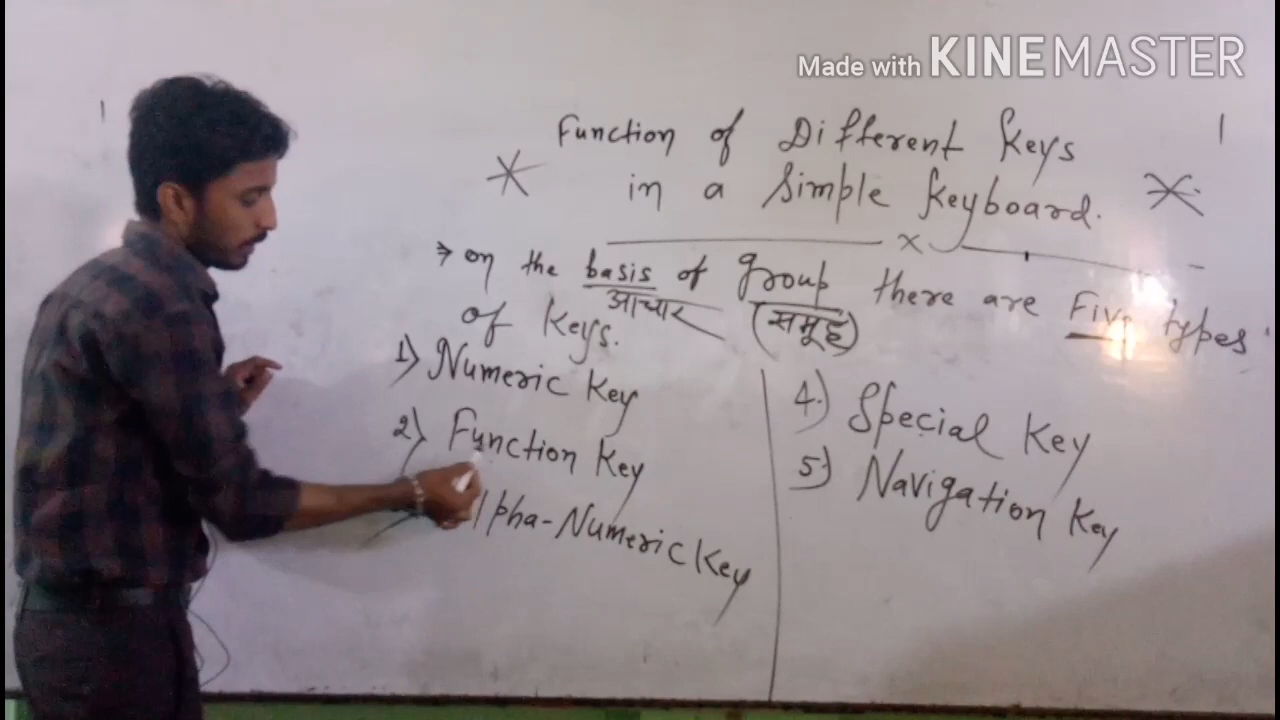 Made with KINEMASTER
Function of Different Keys
in a Simple Keyboard.
⇒ on the basis of group there are Five types
आधार (समूह)
of Keys.
1) Numeric Key
2) Function Key
Alpha-Numeric Key
4.) Special Key
5.) Navigation Key